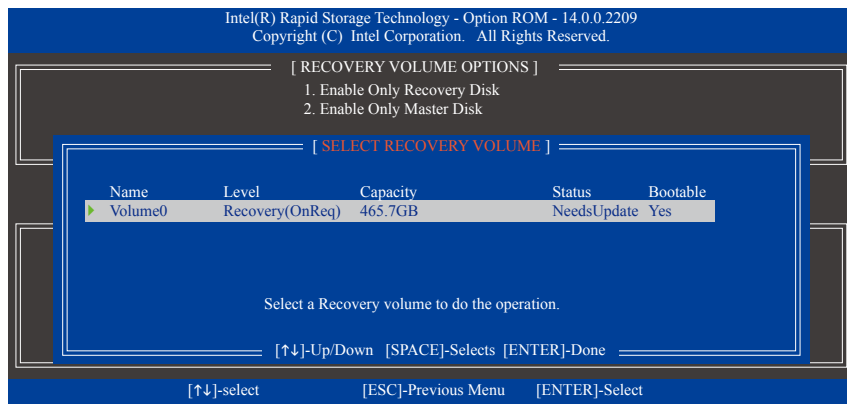 Intel(R) Rapid Storage Technology - Option ROM - 14.0.0.2209
Copyright (C) Intel Corporation. All Rights Reserved.
[ RECOVERY VOLUME OPTIONS ]
1. Enable Only Recovery Disk
2. Enable Only Master Disk
[ SELECT RECOVERY VOLUME ]
Name Level Capacity Status Bootable
Volume0 Recovery(OnReq) 465.7GB NeedsUpdate Yes
Select a Recovery volume to do the operation.
[↑↓]-Up/Down [SPACE]-Selects [ENTER]-Done
[↑↓]-select [ESC]-Previous Menu [ENTER]-Select